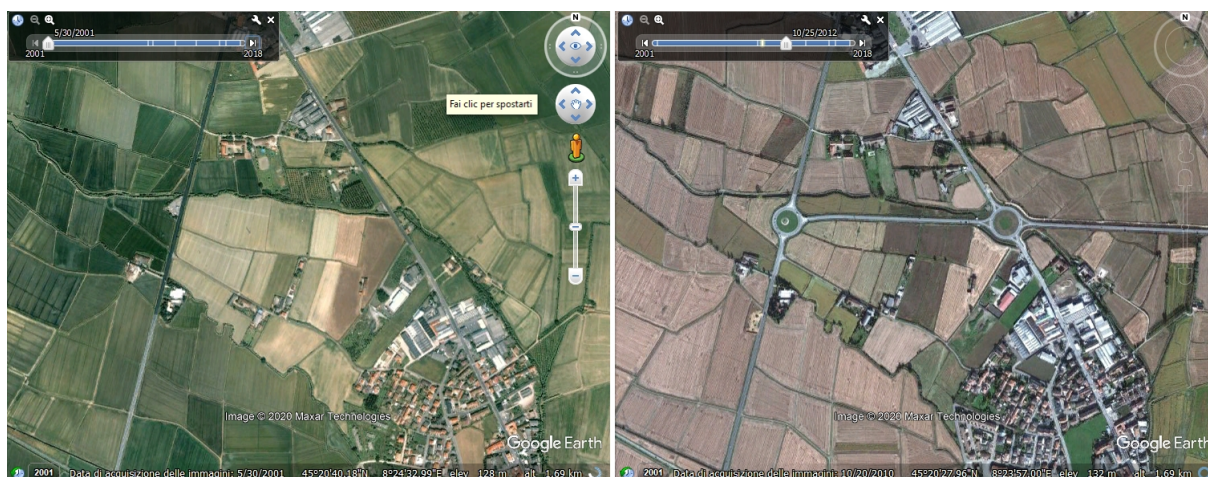 5/30/2001
2001
2018
N
Fai clic per spostarti
Image © 2020 Maxar Technologies
Google Earth
2001 Data di acquisizione delle immagini: 5/30/2001 45°20'40.18"N 8°24'32.99"E elev 128 m alt 1.69 km
10/25/2012
2001
2018
N
Image © 2020 Maxar Technologies
Google Earth
2001 Data di acquisizione delle immagini: 10/20/2010 45°20'27.96"N 8°23'57.00"E elev 132 m alt 1.69 km